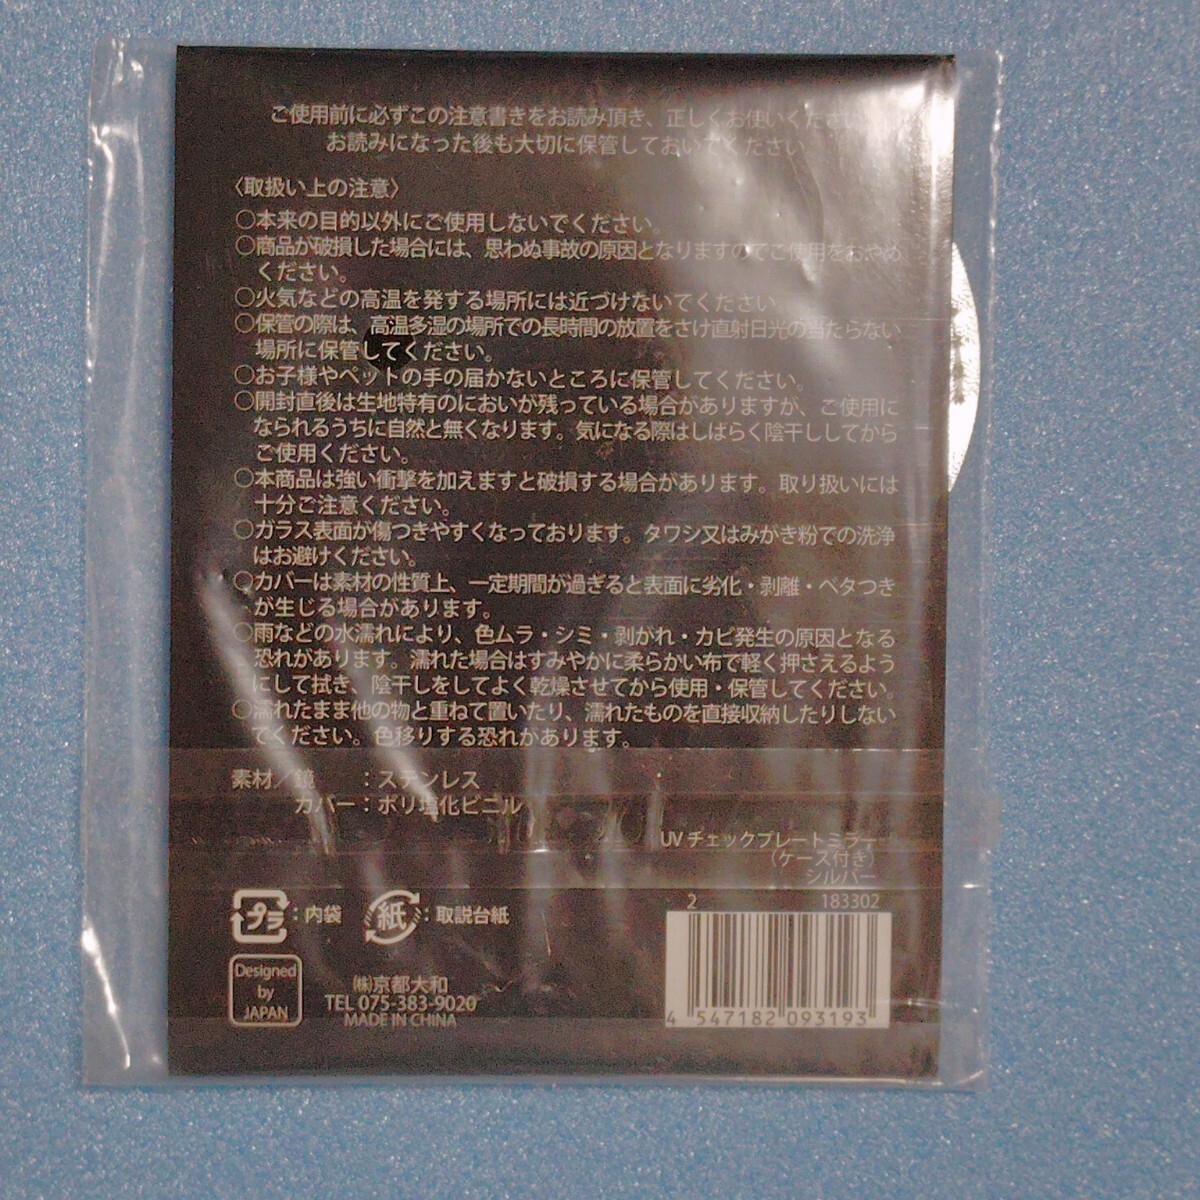 ご使用前に必ずこの注意書きをお読み頂き、正しくお使いください
お読みになった後も大切に保管しておいてください
〈取扱い上の注意〉
○本来の目的以外にご使用しないでください。
○商品が破損した場合には、思わぬ事故の原因となりますのでご使用をおやめ
ください。
○火気などの高温を発する場所には近づけないでください
○保管の際は、高温多湿の場所での長時間の放置をさけ直射日光の当たらない
場所に保管してください。
○お子様やペットの手の届かないところに保管してください。
○開封直後は生地特有のにおいが残っている場合がありますが、ご使用に
なられるうちに自然と無くなります。気になる際はしばらく陰干ししてから
ご使用ください。
○本商品は強い衝撃を加えますと破損する場合があります。取り扱いには
十分ご注意ください。
○ガラス表面が傷つきやすくなっております。タワシ又はみがき粉での洗浄
はお避けください。
○カバーは素材の性質上、一定期間が過ぎると表面に劣化・剥離・ベタつき
が生じる場合があります。
○雨などの水濡れにより、色ムラ・シミ・剥がれ・カビ発生の原因となる
恐れがあります。濡れた場合はすみやかに柔らかい布で軽く押さえるよう
にして拭き、陰干しをしてよく乾燥させてから使用・保管してください。
○濡れたまま他の物と重ねて置いたり、濡れたものを直接収納したりしない
でください。色移りする恐れがあります。
素材／鏡　：ステンレス
カバー：ポリ塩化ビニル
UVチェックプレートミラー
（ケース付き）
シルバー
2 183302
プラ：内袋 紙：取説台紙
Designed
by
JAPAN
㈱京都大和
TEL 075-383-9020
MADE IN CHINA
4 547182 093193